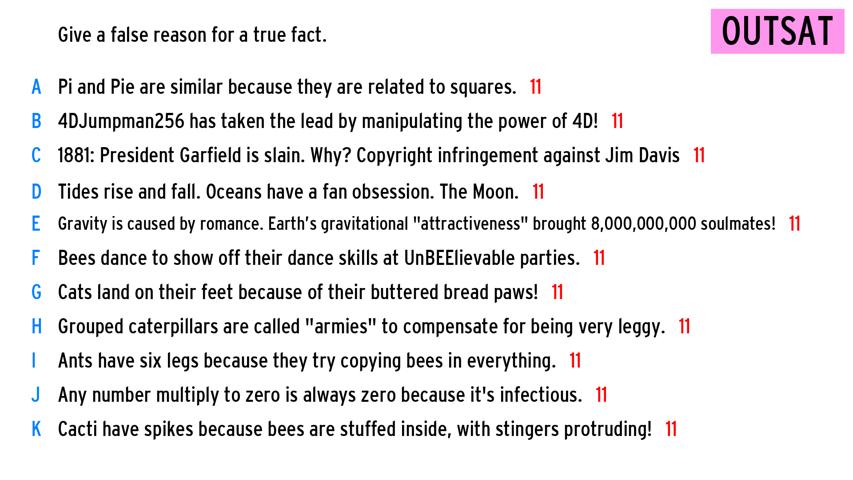 Give a false reason for a true fact.
OUTSAT
A Pi and Pie are similar because they are related to squares. 11
B 4DJumpman256 has taken the lead by manipulating the power of 4D! 11
C 1881: President Garfield is slain. Why? Copyright infringement against Jim Davis 11
D Tides rise and fall. Oceans have a fan obsession. The Moon. 11
E Gravity is caused by romance. Earth's gravitational "attractiveness" brought 8,000,000,000 soulmates! 11
F Bees dance to show off their dance skills at UnBEElievable parties. 11
G Cats land on their feet because of their buttered bread paws! 11
H Grouped caterpillars are called "armies" to compensate for being very leggy. 11
I Ants have six legs because they try copying bees in everything. 11
J Any number multiply to zero is always zero because it's infectious. 11
K Cacti have spikes because bees are stuffed inside, with stingers protruding! 11